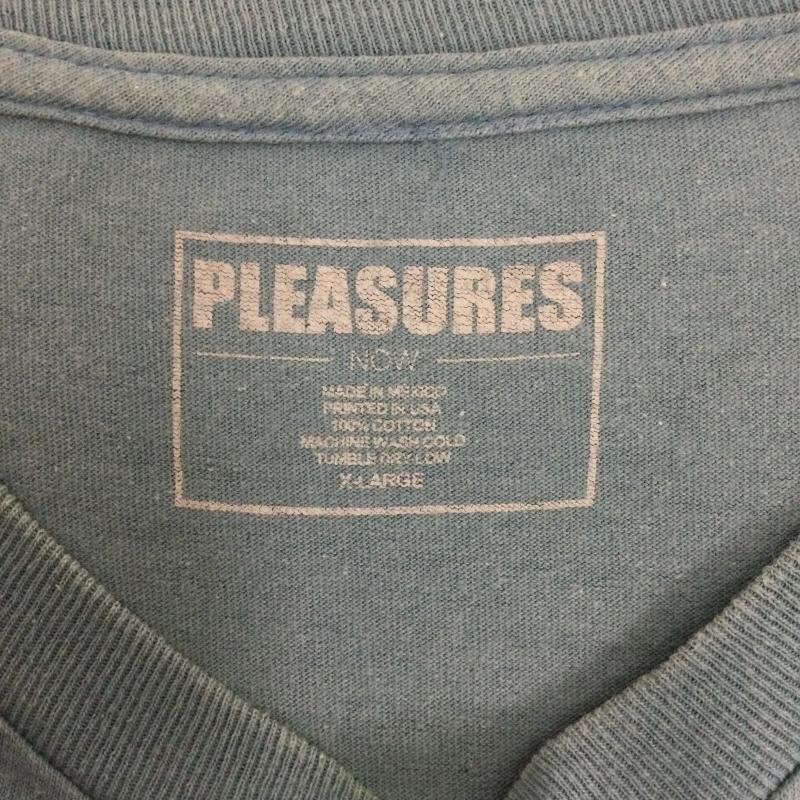 PLEASURES
NOW
MADE IN MEXICO
PRINTED IN USA
100% COTTON
MACHINE WASH COLD
TUMBLE DRY LOW
X-LARGE